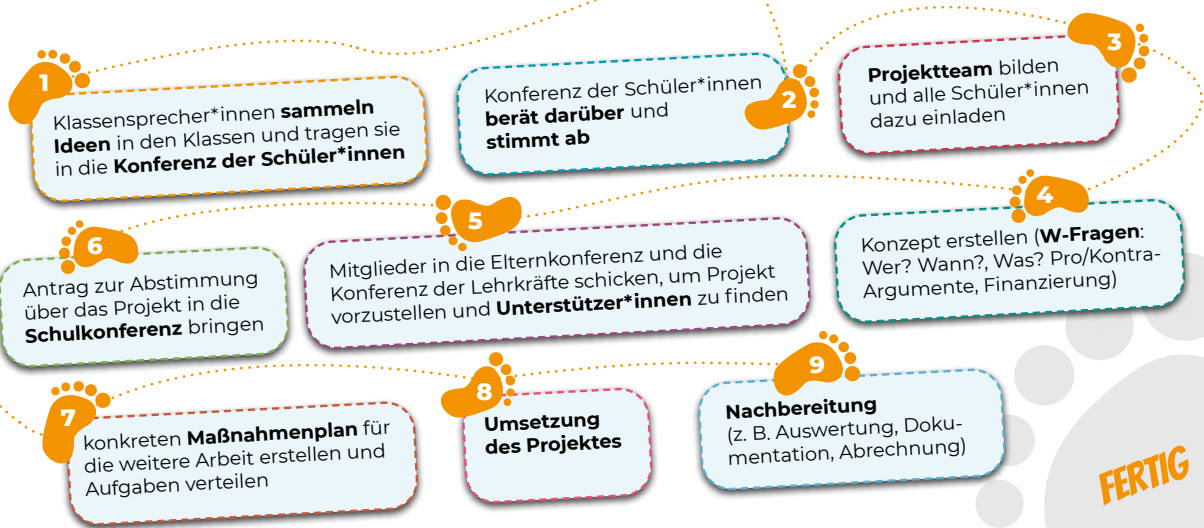 1
Klassensprecher*innen sammeln
Ideen in den Klassen und tragen sie
in die Konferenz der Schüler*innen
2
Konferenz der Schüler*innen
berät darüber und
stimmt ab
3
Projektteam bilden
und alle Schüler*innen
dazu einladen
4
Konzept erstellen (W-Fragen:
Wer? Wann?, Was? Pro/Kontra-
Argumente, Finanzierung)
5
Mitglieder in die Elternkonferenz und die
Konferenz der Lehrkräfte schicken, um Projekt
vorzustellen und Unterstützer*innen zu finden
6
Antrag zur Abstimmung
über das Projekt in die
Schulkonferenz bringen
7
konkreten Maßnahmenplan für
die weitere Arbeit erstellen und
Aufgaben verteilen
8
Umsetzung
des Projektes
9
Nachbereitung
(z. B. Auswertung, Doku-
mentation, Abrechnung)
FERTIG